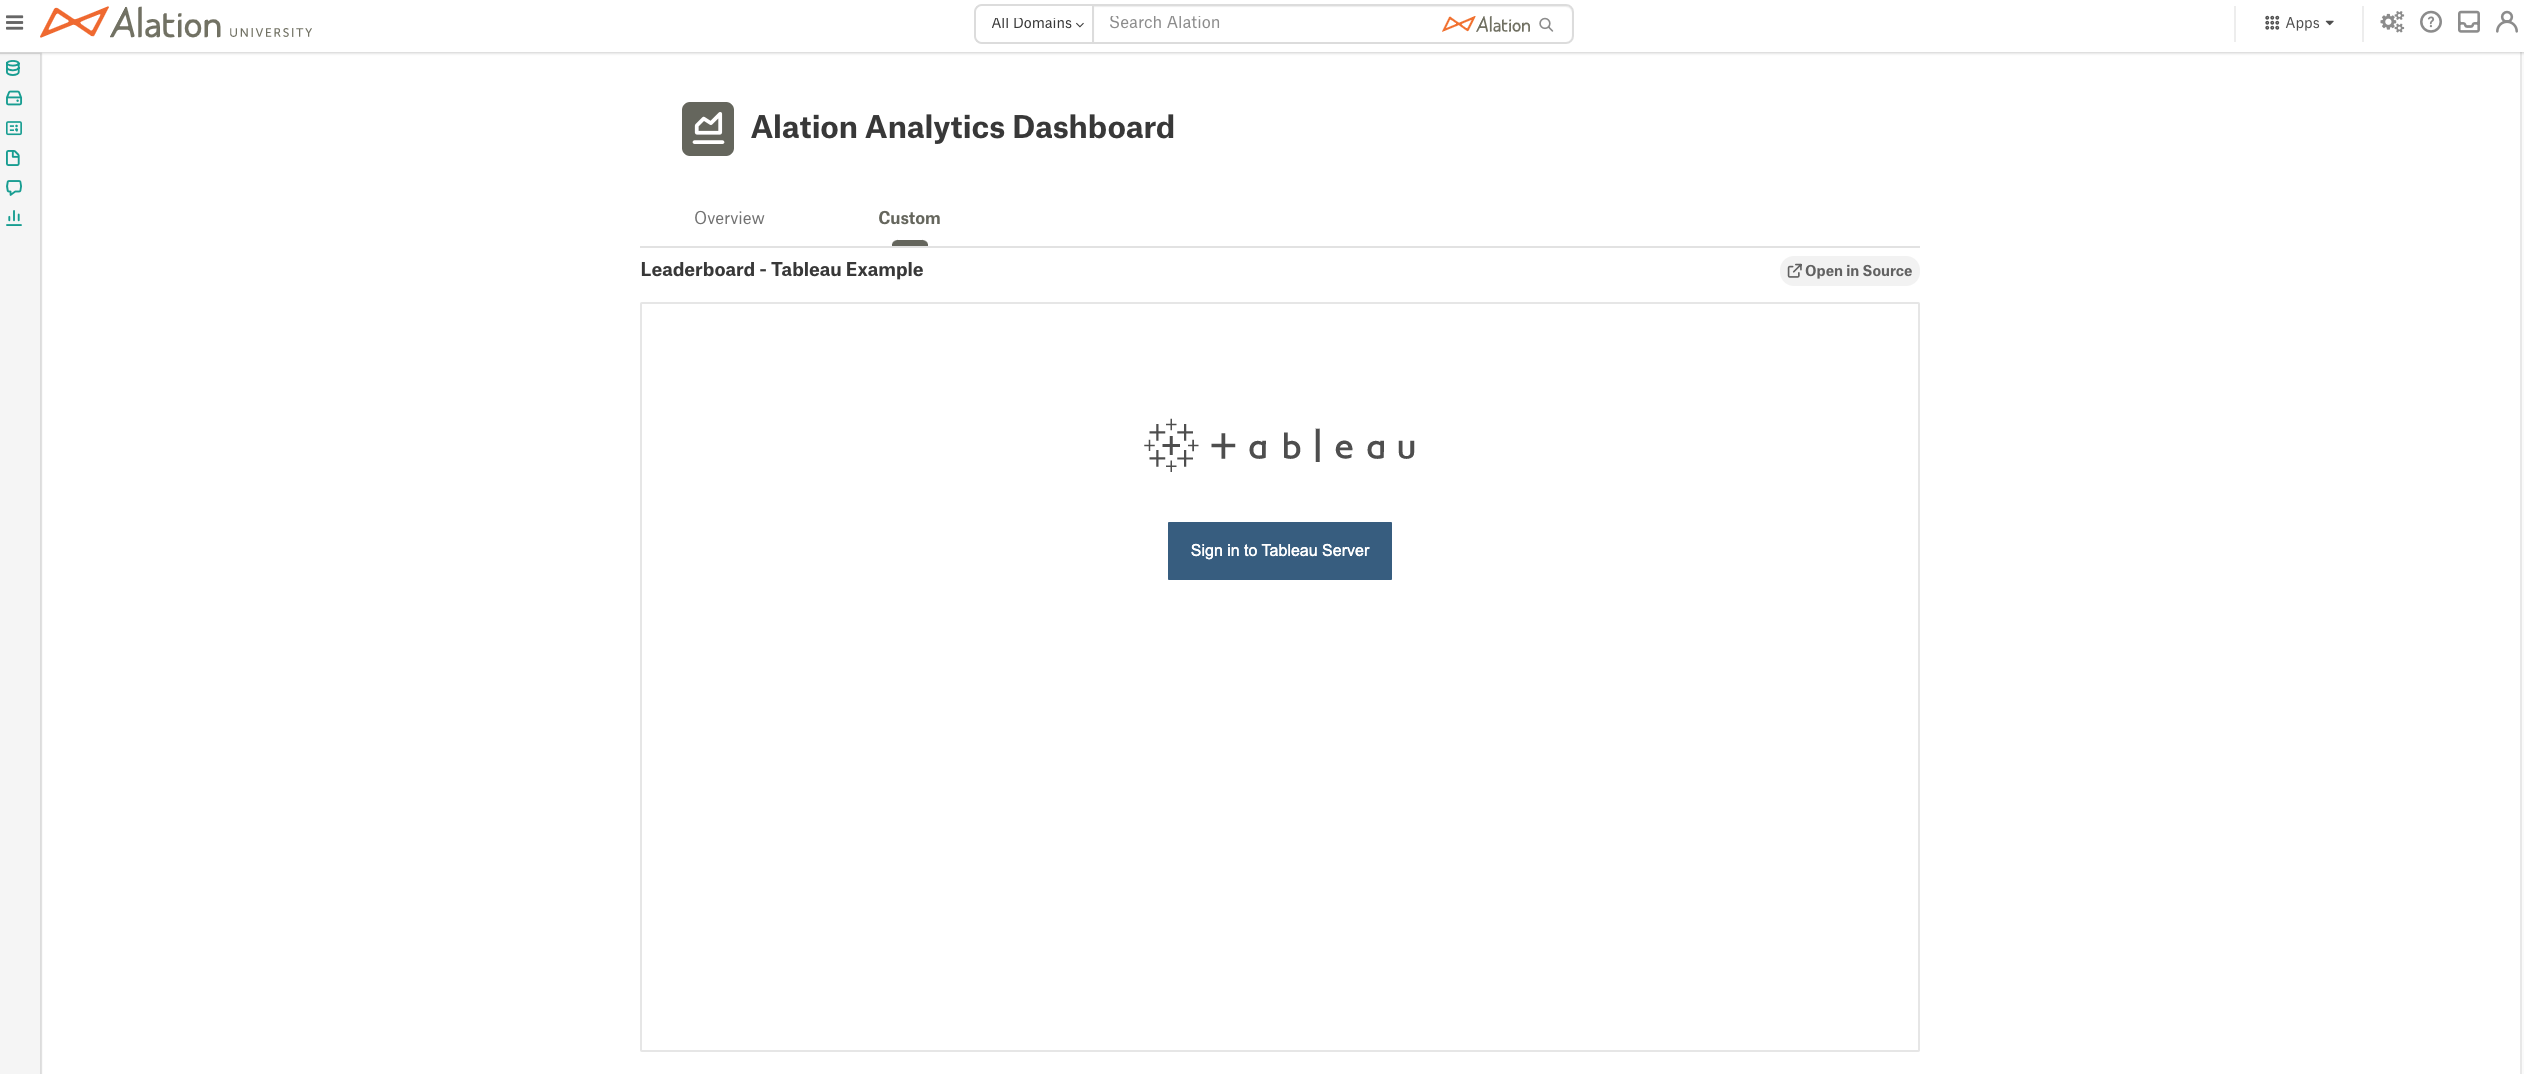 Alation UNIVERSITY
All Domains
Search Alation
Alation
Apps
Alation Analytics Dashboard
Overview
Custom
Leaderboard - Tableau Example
Open in Source
+ableau
Sign in to Tableau Server